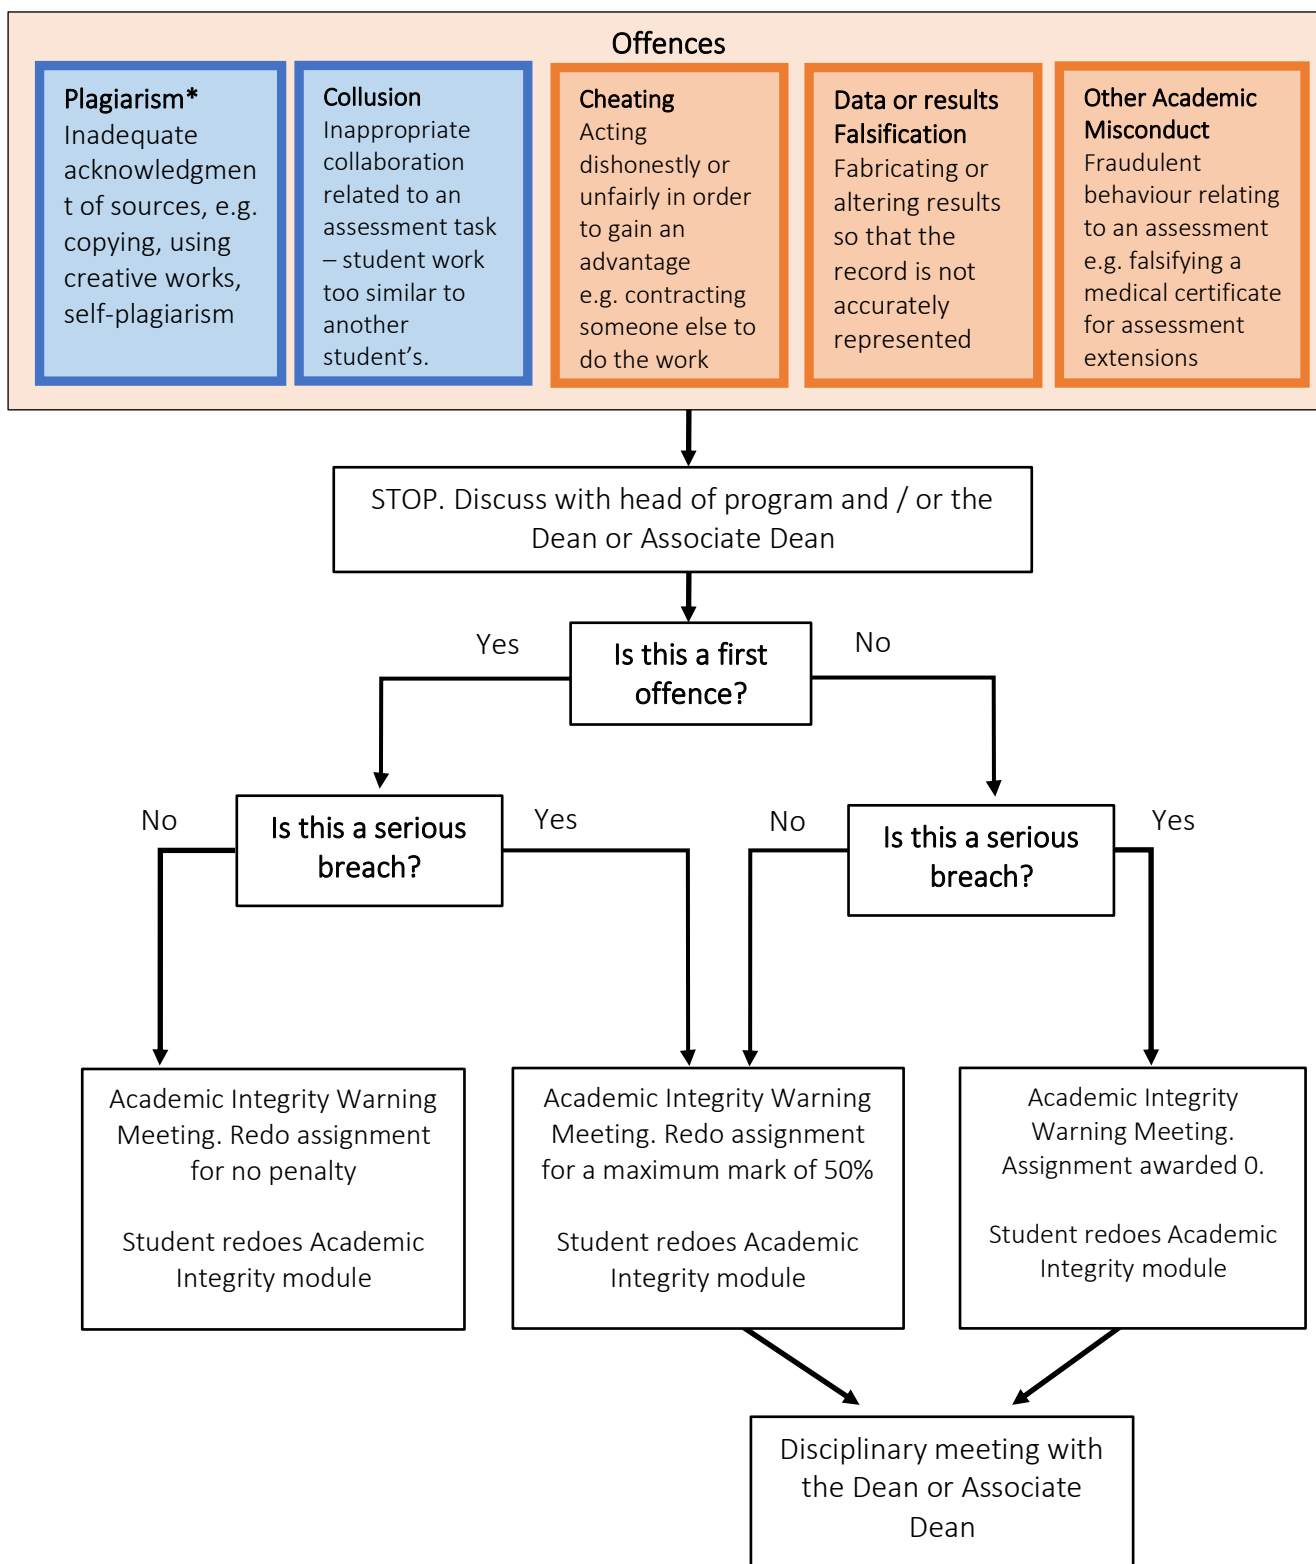 Offences
Plagiarism*
Inadequate
acknowledgmen
t of sources, e.g.
copying, using
creative works,
self-plagiarism
Collusion
Inappropriate
collaboration
related to an
assessment task
– student work
too similar to
another
student's.
Cheating
Acting
dishonestly or
unfairly in order
to gain an
advantage
e.g. contracting
someone else to
do the work
Data or results
Falsification
Fabricating or
altering results
so that the
record is not
accurately
represented
Other Academic
Misconduct
Fraudulent
behaviour relating
to an assessment
e.g. falsifying a
medical certificate
for assessment
extensions
STOP. Discuss with head of program and / or the
Dean or Associate Dean
Yes
Is this a first
offence?
No
No
Is this a serious
breach?
Yes
No
Is this a serious
breach?
Yes
Academic Integrity Warning
Meeting. Redo assignment
for no penalty
Student redoes Academic
Integrity module
Academic Integrity Warning
Meeting. Redo assignment
for a maximum mark of 50%
Student redoes Academic
Integrity module
Academic Integrity
Warning Meeting.
Assignment awarded 0.
Student redoes Academic
Integrity module
Disciplinary meeting with
the Dean or Associate
Dean